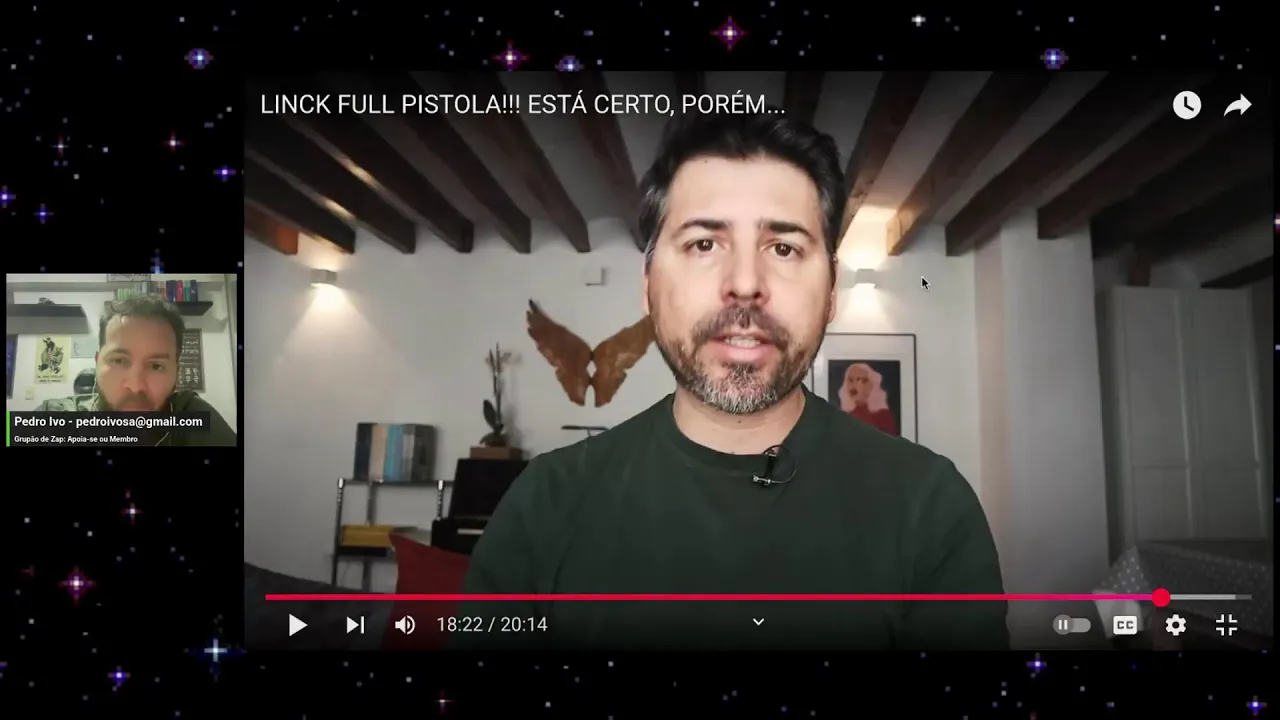 LINCK FULL PISTOLA!!! ESTÁ CERTO, PORÉM...
Pedro Ivo - pedroivosa@gmail.com
Grupão de Zap: Apoia-se ou Membro
18:22 / 20:14
CC